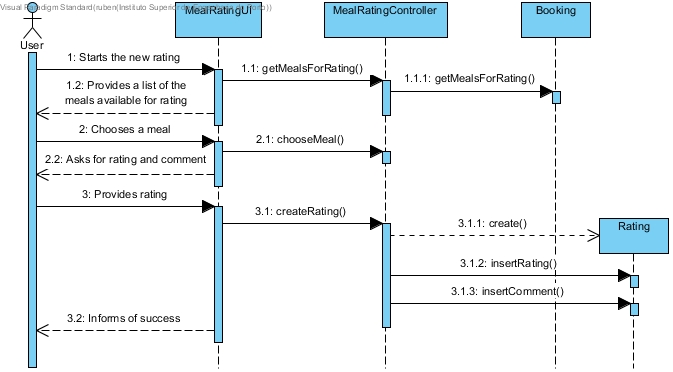 Visual Paradigm Standard(ruben(Instituto Superior
MealRatingUI
MealRatingController
Booking
User
1: Starts the new rating
1.1: getMealsForRating()
1.1.1: getMealsForRating()
1.2: Provides a list of the
meals available for rating
2: Chooses a meal
2.1: chooseMeal()
2.2: Asks for rating and comment
3: Provides rating
3.1: createRating()
3.1.1: create()
Rating
3.1.2: insertRating()
3.1.3: insertComment()
3.2: Informs of success